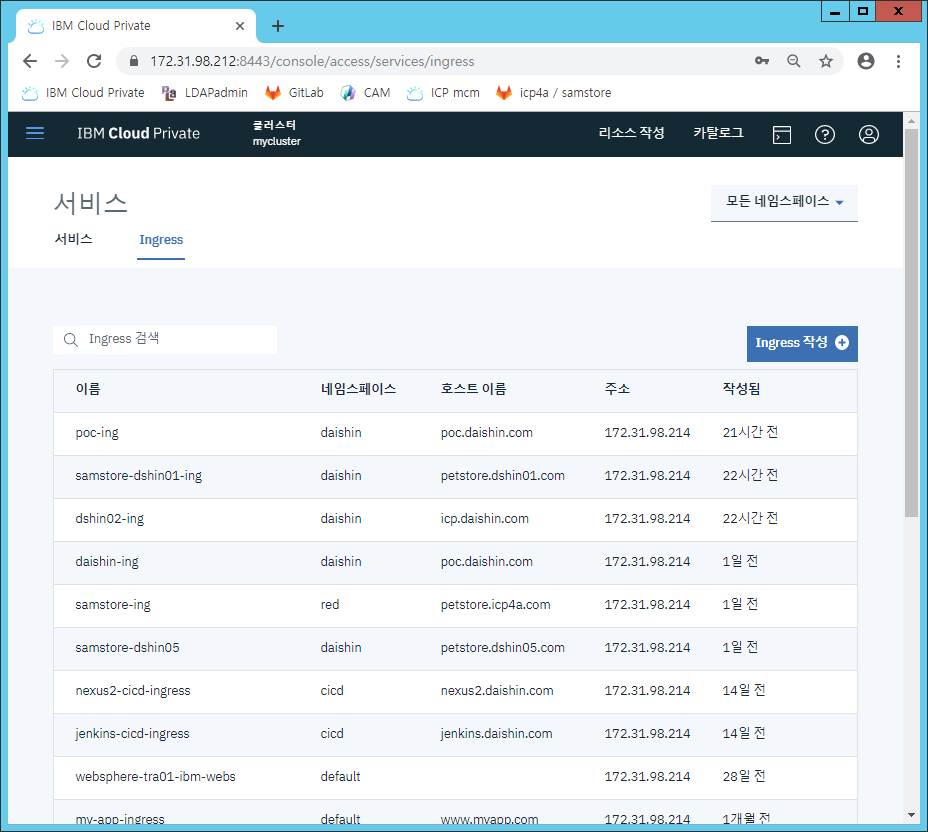 IBM Cloud Private
172.31.98.212:8443/console/access/services/ingress
IBM Cloud Private LDAPadmin GitLab CAM ICP mcm icp4a / samstore
IBM Cloud Private 클러스터 리소스 작성 카탈로그
mycluster
서비스 모든 네임스페이스
서비스 Ingress
Ingress 검색 Ingress 작성
이름 네임스페이스 호스트 이름 주소 작성됨
poc-ing daishin poc.daishin.com 172.31.98.214 21시간 전
samstore-dshin01-ing daishin petstore.dshin01.com 172.31.98.214 22시간 전
dshin02-ing daishin icp.daishin.com 172.31.98.214 22시간 전
daishin-ing daishin poc.daishin.com 172.31.98.214 1일 전
samstore-ing red petstore.icp4a.com 172.31.98.214 1일 전
samstore-dshin05 daishin petstore.dshin05.com 172.31.98.214 1일 전
nexus2-cicd-ingress cicd nexus2.daishin.com 172.31.98.214 14일 전
jenkins-cicd-ingress cicd jenkins.daishin.com 172.31.98.214 14일 전
websphere-tra01-ibm-webs default 172.31.98.214 28일 전
my-app-ingress default www.myapp.com 172.31.98.214 1개월 전